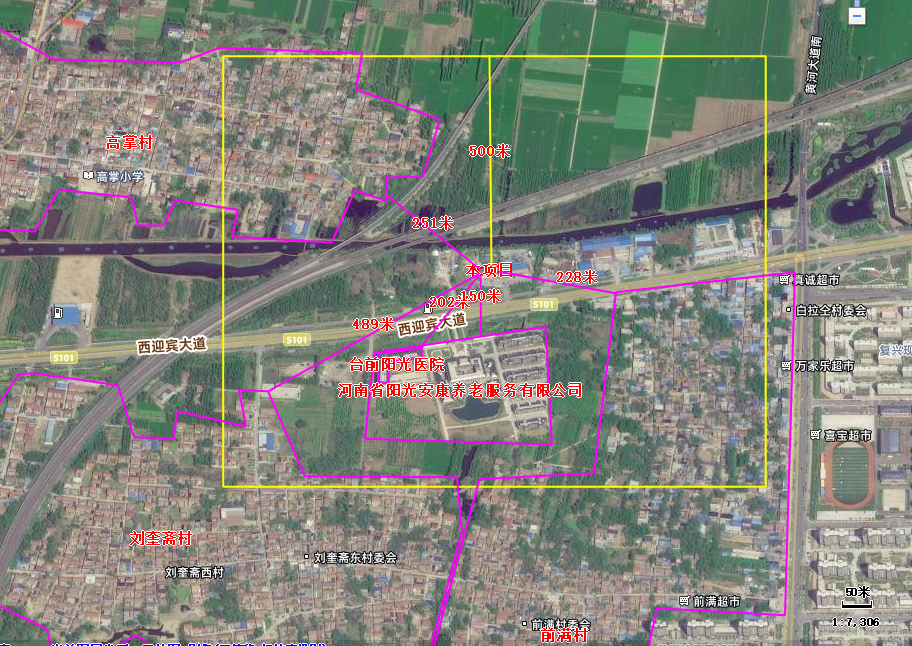 黄河大道南
高掌村
高掌小学
500米
251米
本项目
228米
202米
150米
489米
真诚超市
S101
白拉全村委会
西迎宾大道
S101
西迎宾大道
S101
台前阳光医院
万家乐超市
河南省阳光安康养老服务有限公司
喜宝超市
刘奎斋村
刘奎斋东村委会
刘奎斋西村
50米
前满超市
1:7,306
前满村委会
前满村